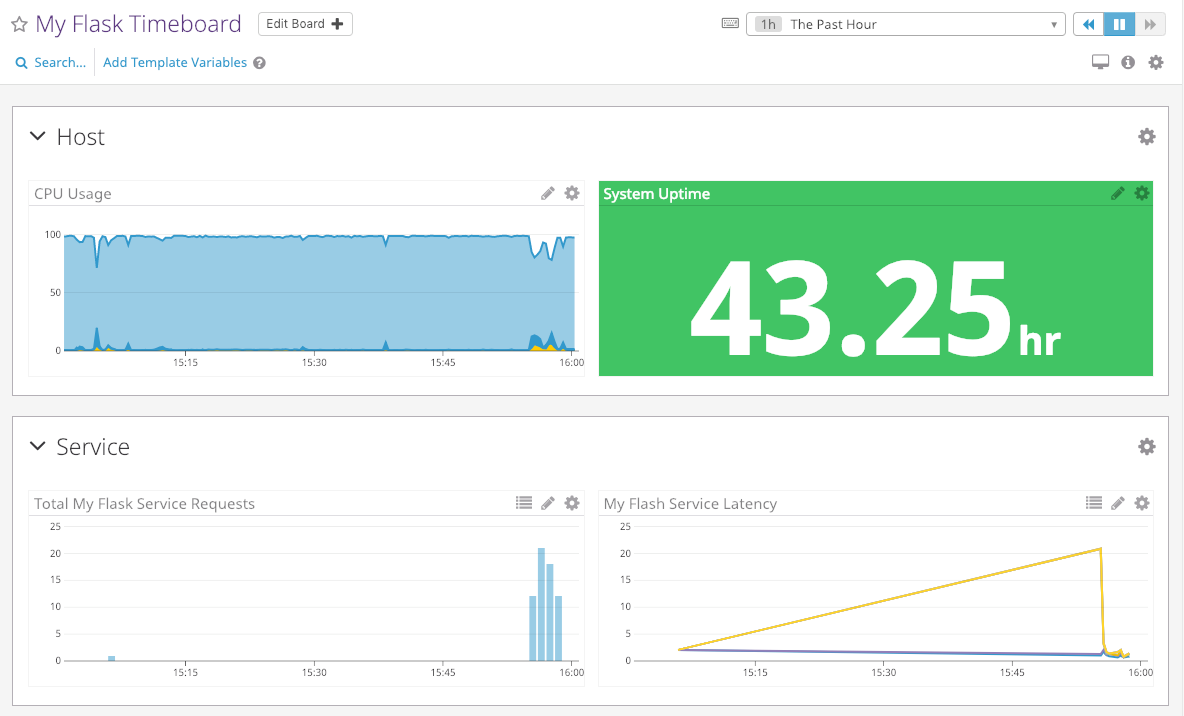 My Flask Timeboard Edit Board 1h The Past Hour
Search... Add Template Variables ?
Host
CPU Usage
100
50
0
15:15 15:30 15:45 16:00
System Uptime
43.25hr
Service
Total My Flask Service Requests
25
20
15
10
5
0
15:15 15:30 15:45 16:00
My Flash Service Latency
25
20
15
10
5
0
15:15 15:30 15:45 16:00